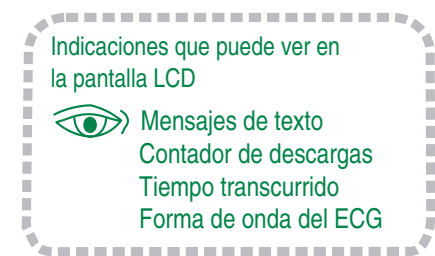 Indicaciones que puede ver en
la pantalla LCD
Mensajes de texto
Contador de descargas
Tiempo transcurrido
Forma de onda del ECG